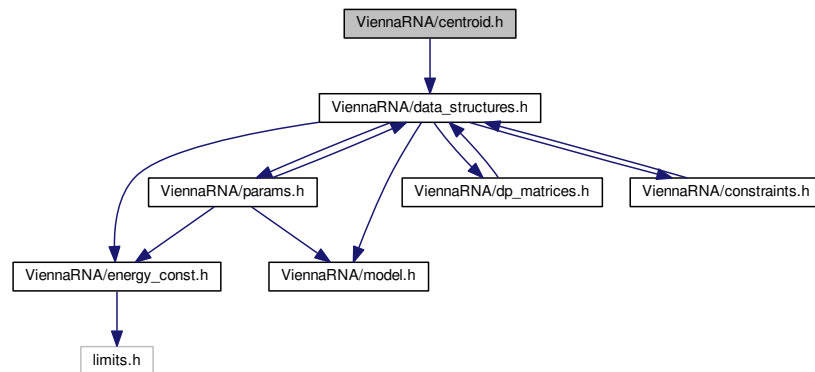 ViennaRNA/centroid.h
ViennaRNA/data_structures.h
ViennaRNA/params.h
ViennaRNA/dp_matrices.h
ViennaRNA/constraints.h
ViennaRNA/energy_const.h
ViennaRNA/model.h
limits.h